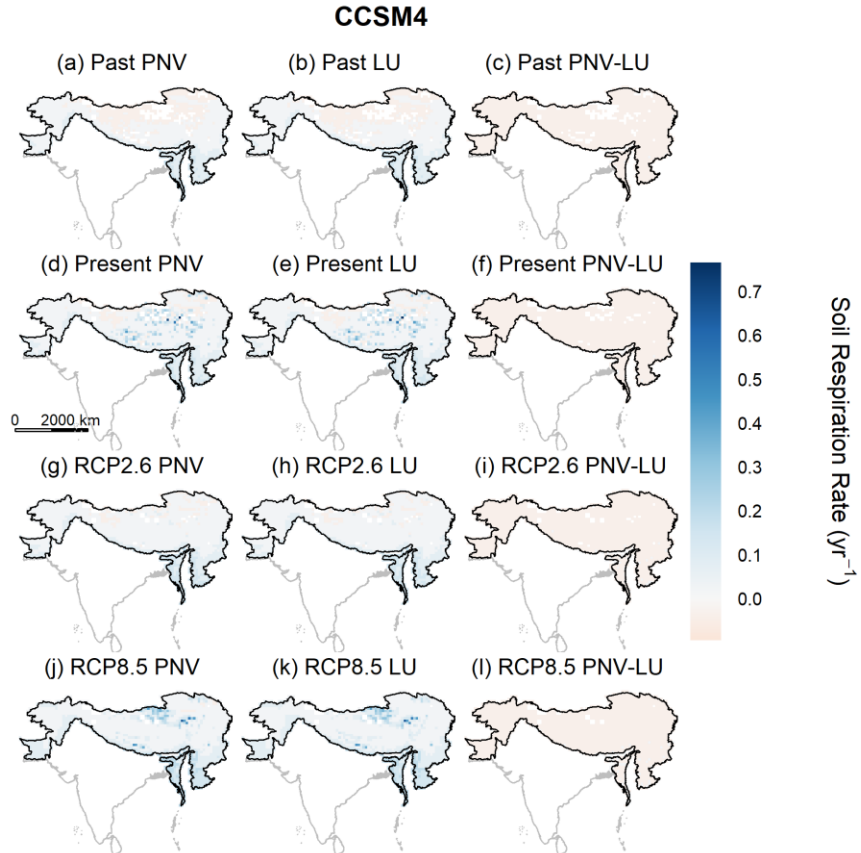 CCSM4
(a) Past PNV
(b) Past LU
(c) Past PNV-LU
(d) Present PNV
(e) Present LU
(f) Present PNV-LU
0 2000 km
(g) RCP2.6 PNV
(h) RCP2.6 LU
(i) RCP2.6 PNV-LU
(j) RCP8.5 PNV
(k) RCP8.5 LU
(l) RCP8.5 PNV-LU
0.7
0.6
0.5
0.4
0.3
0.2
0.1
0.0
Soil Respiration Rate (yr⁻¹)